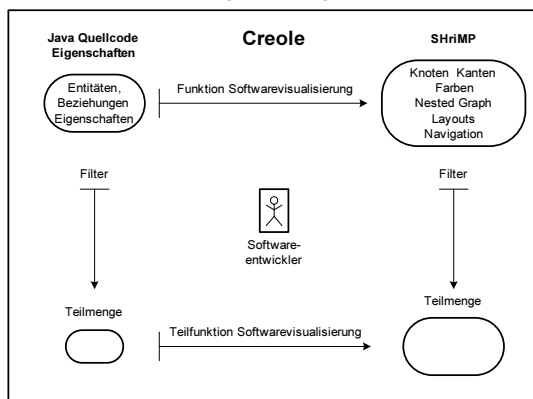 Java Quellcode
Eigenschaften
Creole
SHriMP
Entitäten,
Beziehungen
Eigenschaften
Funktion Softwarevisualisierung
Knoten Kanten
Farben
Nested Graph
Layouts
Navigation
Filter
Filter
Software-
entwickler
Teilmenge
Teilmenge
Teilfunktion Softwarevisualisierung